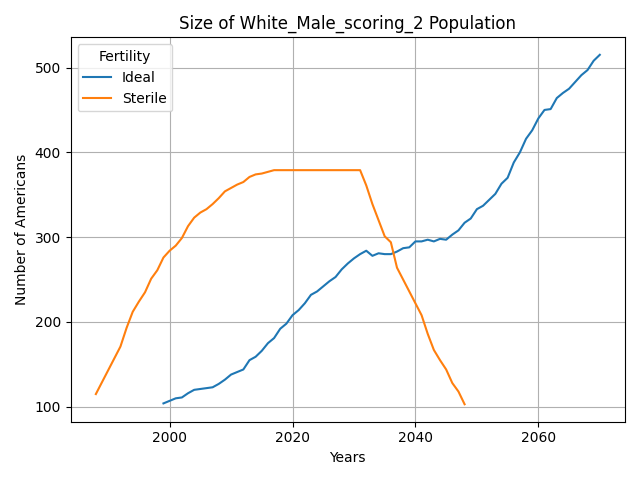 Size of White_Male_scoring_2 Population
Number of Americans
Fertility
Ideal
Sterile
500
400
300
200
100
2000
2020
2040
2060
Years